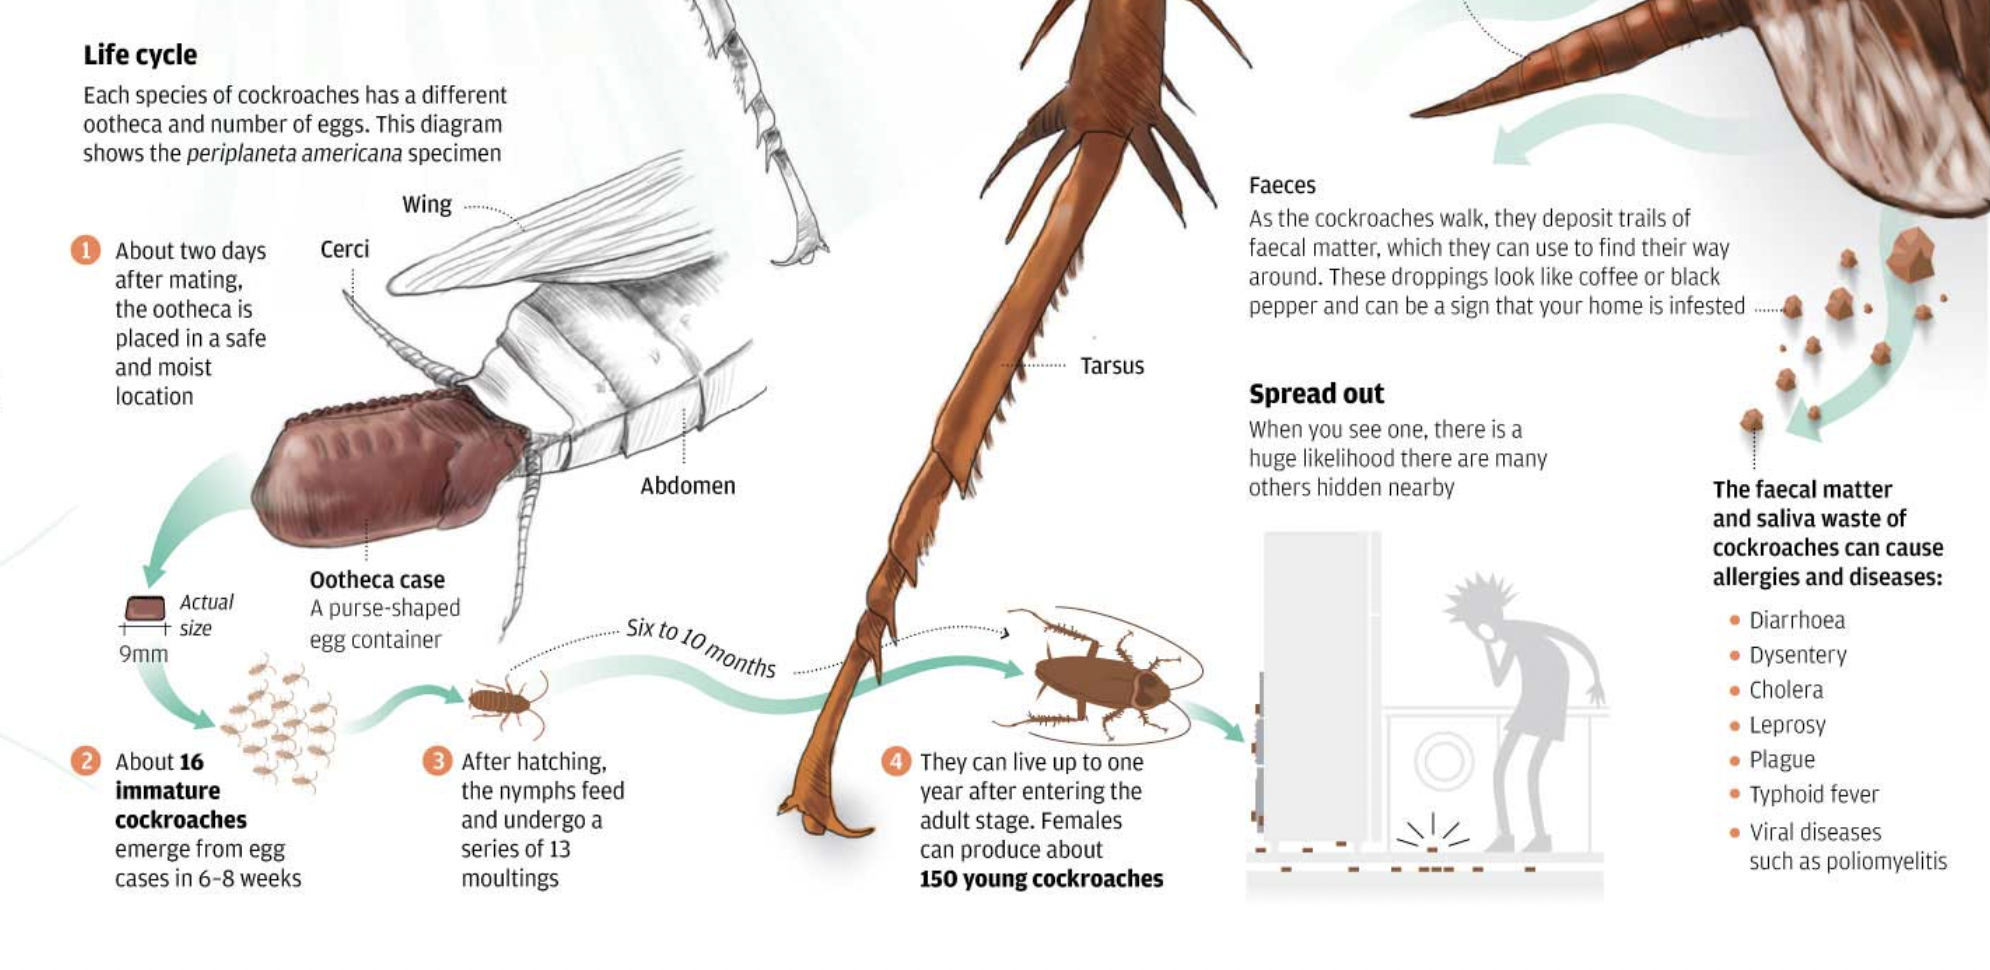 Life cycle
Each species of cockroaches has a different
ootheca and number of eggs. This diagram
shows the periplaneta americana specimen
Wing
Cerci
1
About two days
after mating,
the ootheca is
placed in a safe
and moist
location
Abdomen
Ootheca case
A purse-shaped
egg container
Actual
size
9mm
2
About 16
immature
cockroaches
emerge from egg
cases in 6-8 weeks
3
After hatching,
the nymphs feed
and undergo a
series of 13
moultings
Six to 10 months
4
They can live up to one
year after entering the
adult stage. Females
can produce about
150 young cockroaches
Tarsus
Faeces
As the cockroaches walk, they deposit trails of
faecal matter, which they can use to find their way
around. These droppings look like coffee or black
pepper and can be a sign that your home is infested
Spread out
When you see one, there is a
huge likelihood there are many
others hidden nearby
The faecal matter
and saliva waste of
cockroaches can cause
allergies and diseases:
• Diarrhoea
• Dysentery
• Cholera
• Leprosy
• Plague
• Typhoid fever
• Viral diseases
such as poliomyelitis